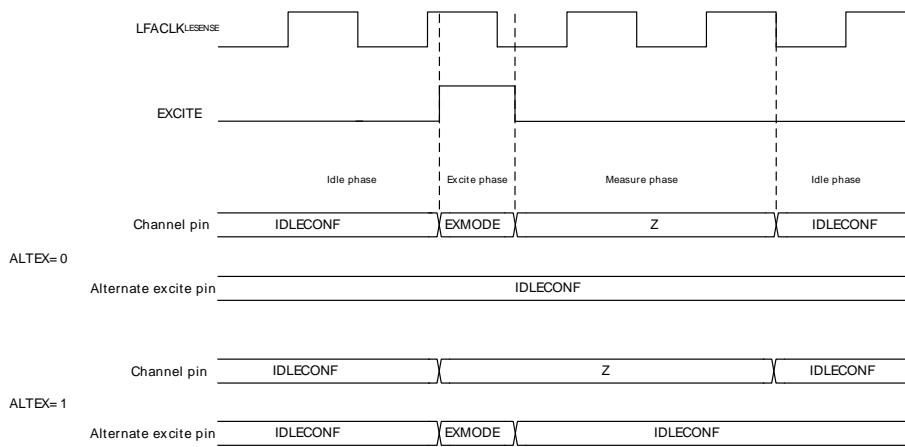 LFACLKLESENSE
EXCITE
Idle phase Excite phase Measure phase Idle phase
Channel pin IDLECONF EXMODE Z IDLECONF
ALTEX= 0
Alternate excite pin IDLECONF
Channel pin IDLECONF Z IDLECONF
ALTEX= 1
Alternate excite pin IDLECONF EXMODE IDLECONF